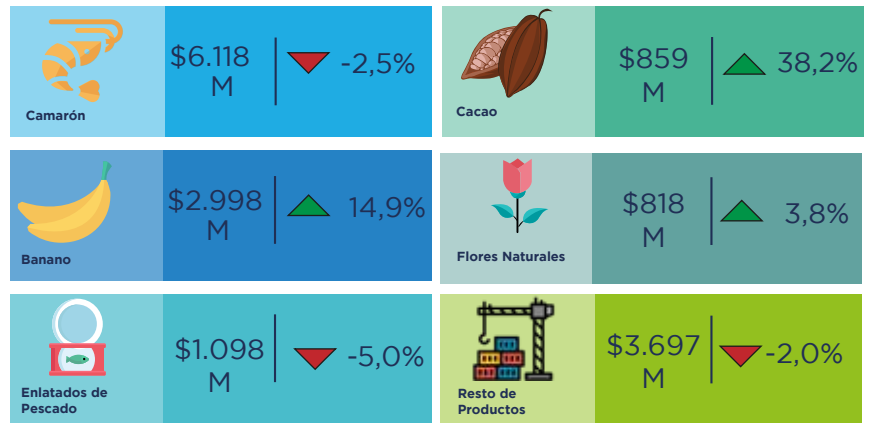 Camarón
$6.118
M
-2,5%
Cacao
$859
M
38,2%
Banano
$2.998
M
14,9%
Flores Naturales
$818
M
3,8%
Enlatados de
Pescado
$1.098
M
-5,0%
Resto de
Productos
$3.697
M
-2,0%